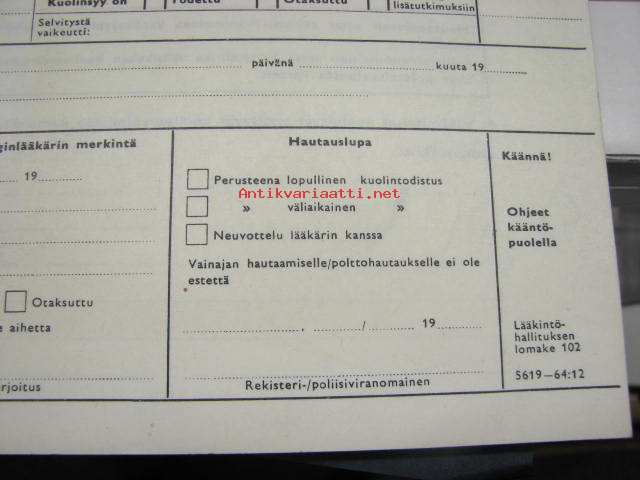 Kuolinsyy on
Todettu
Otaksuttu
lisätutkimuksiin
Selvitystä
vaikeutti:
päivänä kuuta 19
ginlääkärin merkintä
19
Otaksuttu
e aihetta
rjoitus
Hautauslupa
Perusteena lopullinen kuolintodistus
Antikvariaatti.net
» väliaikainen »
Neuvottelu lääkärin kanssa
Vainajan hautaamiselle/polttohautaukselle ei ole
estettä
, / 19
Rekisteri-/poliisiviranomainen
Käännä!
Ohjeet
kääntö-
puolella
Lääkintö-
hallituksen
lomake 102
5619—64:12